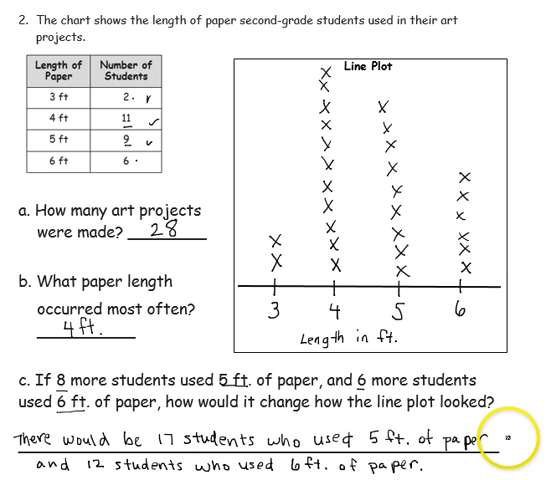 2. The chart shows the length of paper second-grade students used in their art
projects.
Length of Paper Number of Students
3 ft 2.
4 ft 11
5 ft 9
6 ft 6.
Line Plot
3 4 5 6
Length in ft.
a. How many art projects
were made? 28
b. What paper length
occurred most often?
4 ft.
c. If 8 more students used 5 ft. of paper, and 6 more students
used 6 ft. of paper, how would it change how the line plot looked?
There would be 17 students who used 5 ft. of paper
and 12 students who used 6 ft. of paper.